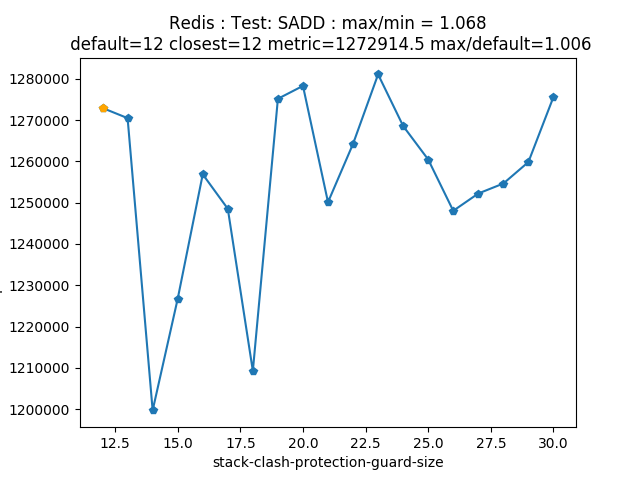 Redis : Test: SADD : max/min = 1.068
default=12 closest=12 metric=1272914.5 max/default=1.006
1280000
1270000
1260000
1250000
1240000
1230000
1220000
1210000
1200000
12.5 15.0 17.5 20.0 22.5 25.0 27.5 30.0
stack-clash-protection-guard-size